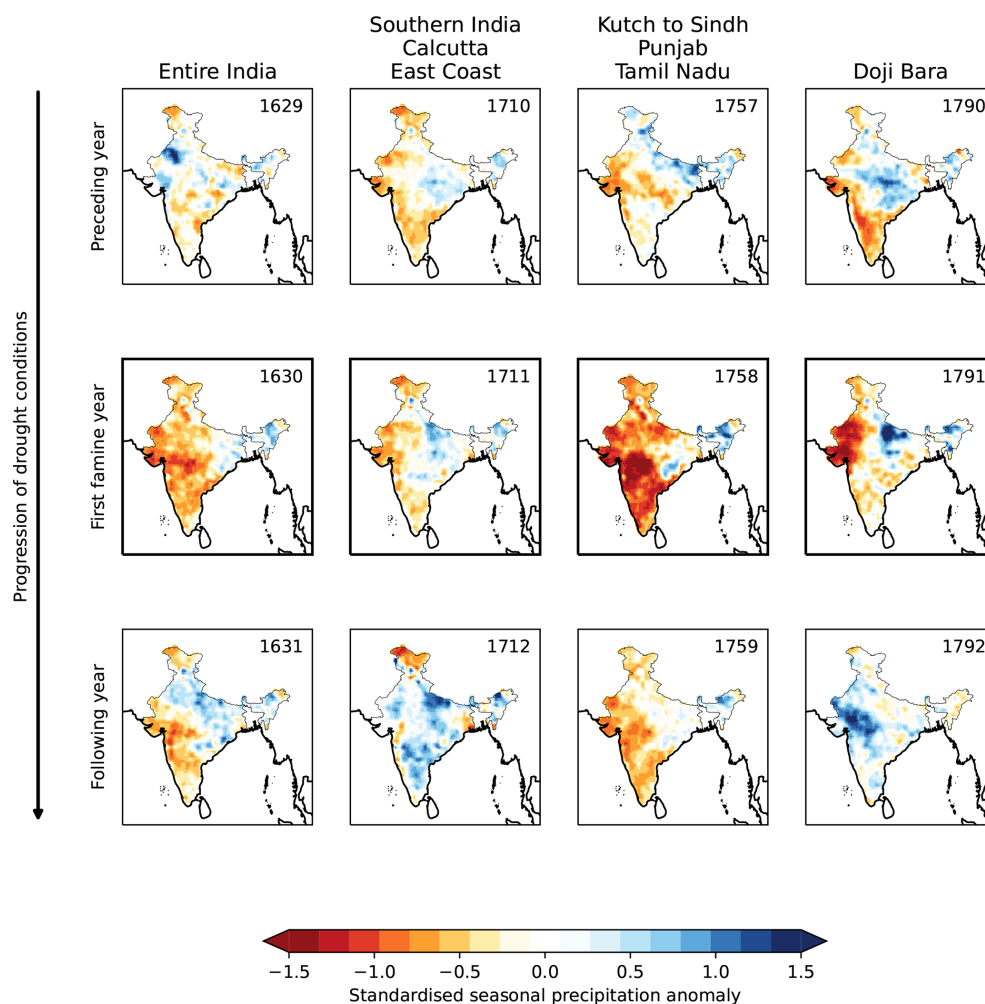 Southern India
Calcutta
East Coast
Kutch to Sindh
Punjab
Tamil Nadu
Entire India
Doji Bara
Progression of drought conditions
Preceding year
1629
1710
1757
1790
First famine year
1630
1711
1758
1791
Following year
1631
1712
1759
1792
−1.5
−1.0
−0.5
0.0
0.5
1.0
1.5
Standardised seasonal precipitation anomaly